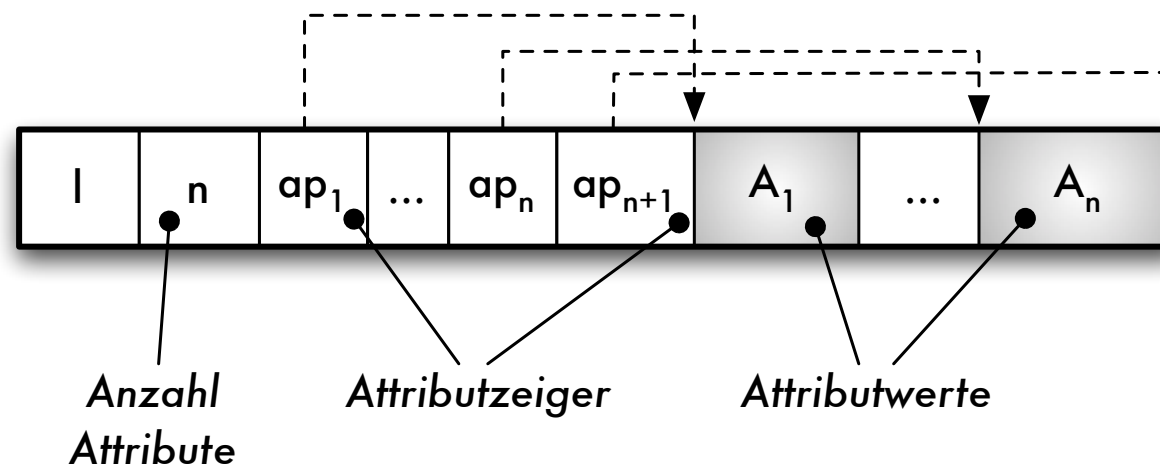 l n ap1 ... apn apn+1 A1 ... An
Anzahl Attributzeiger Attributwerte
Attribute